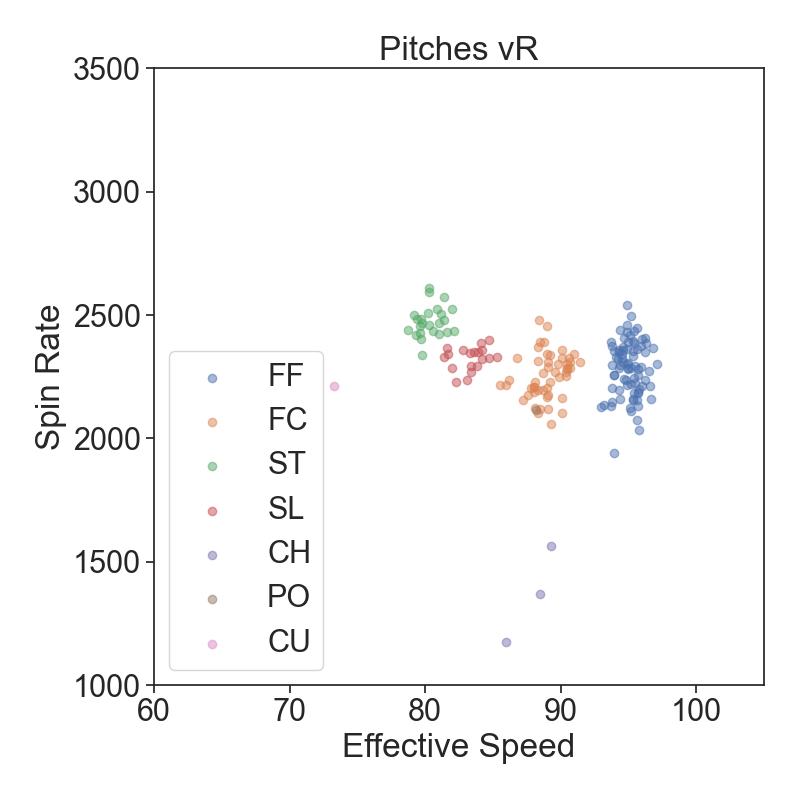 Pitches vR
Spin Rate
3500
3000
2500
2000
1500
1000
FF
FC
ST
SL
CH
PO
CU
60 70 80 90 100
Effective Speed